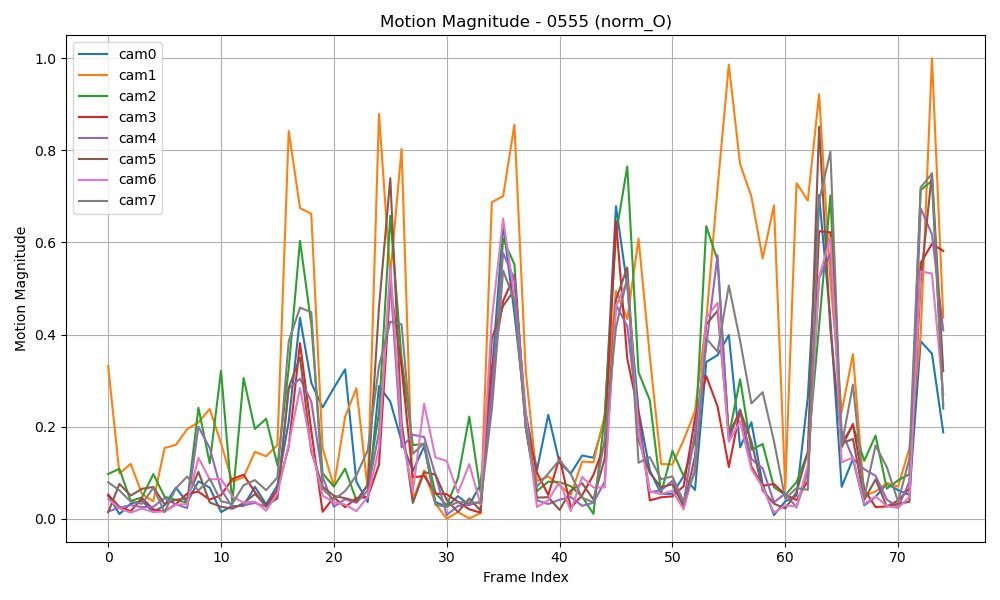 Motion Magnitude - 0555 (norm_O)
cam0
cam1
cam2
cam3
cam4
cam5
cam6
cam7
1.0
0.8
0.6
0.4
0.2
0.0
Motion Magnitude
0 10 20 30 40 50 60 70
Frame Index